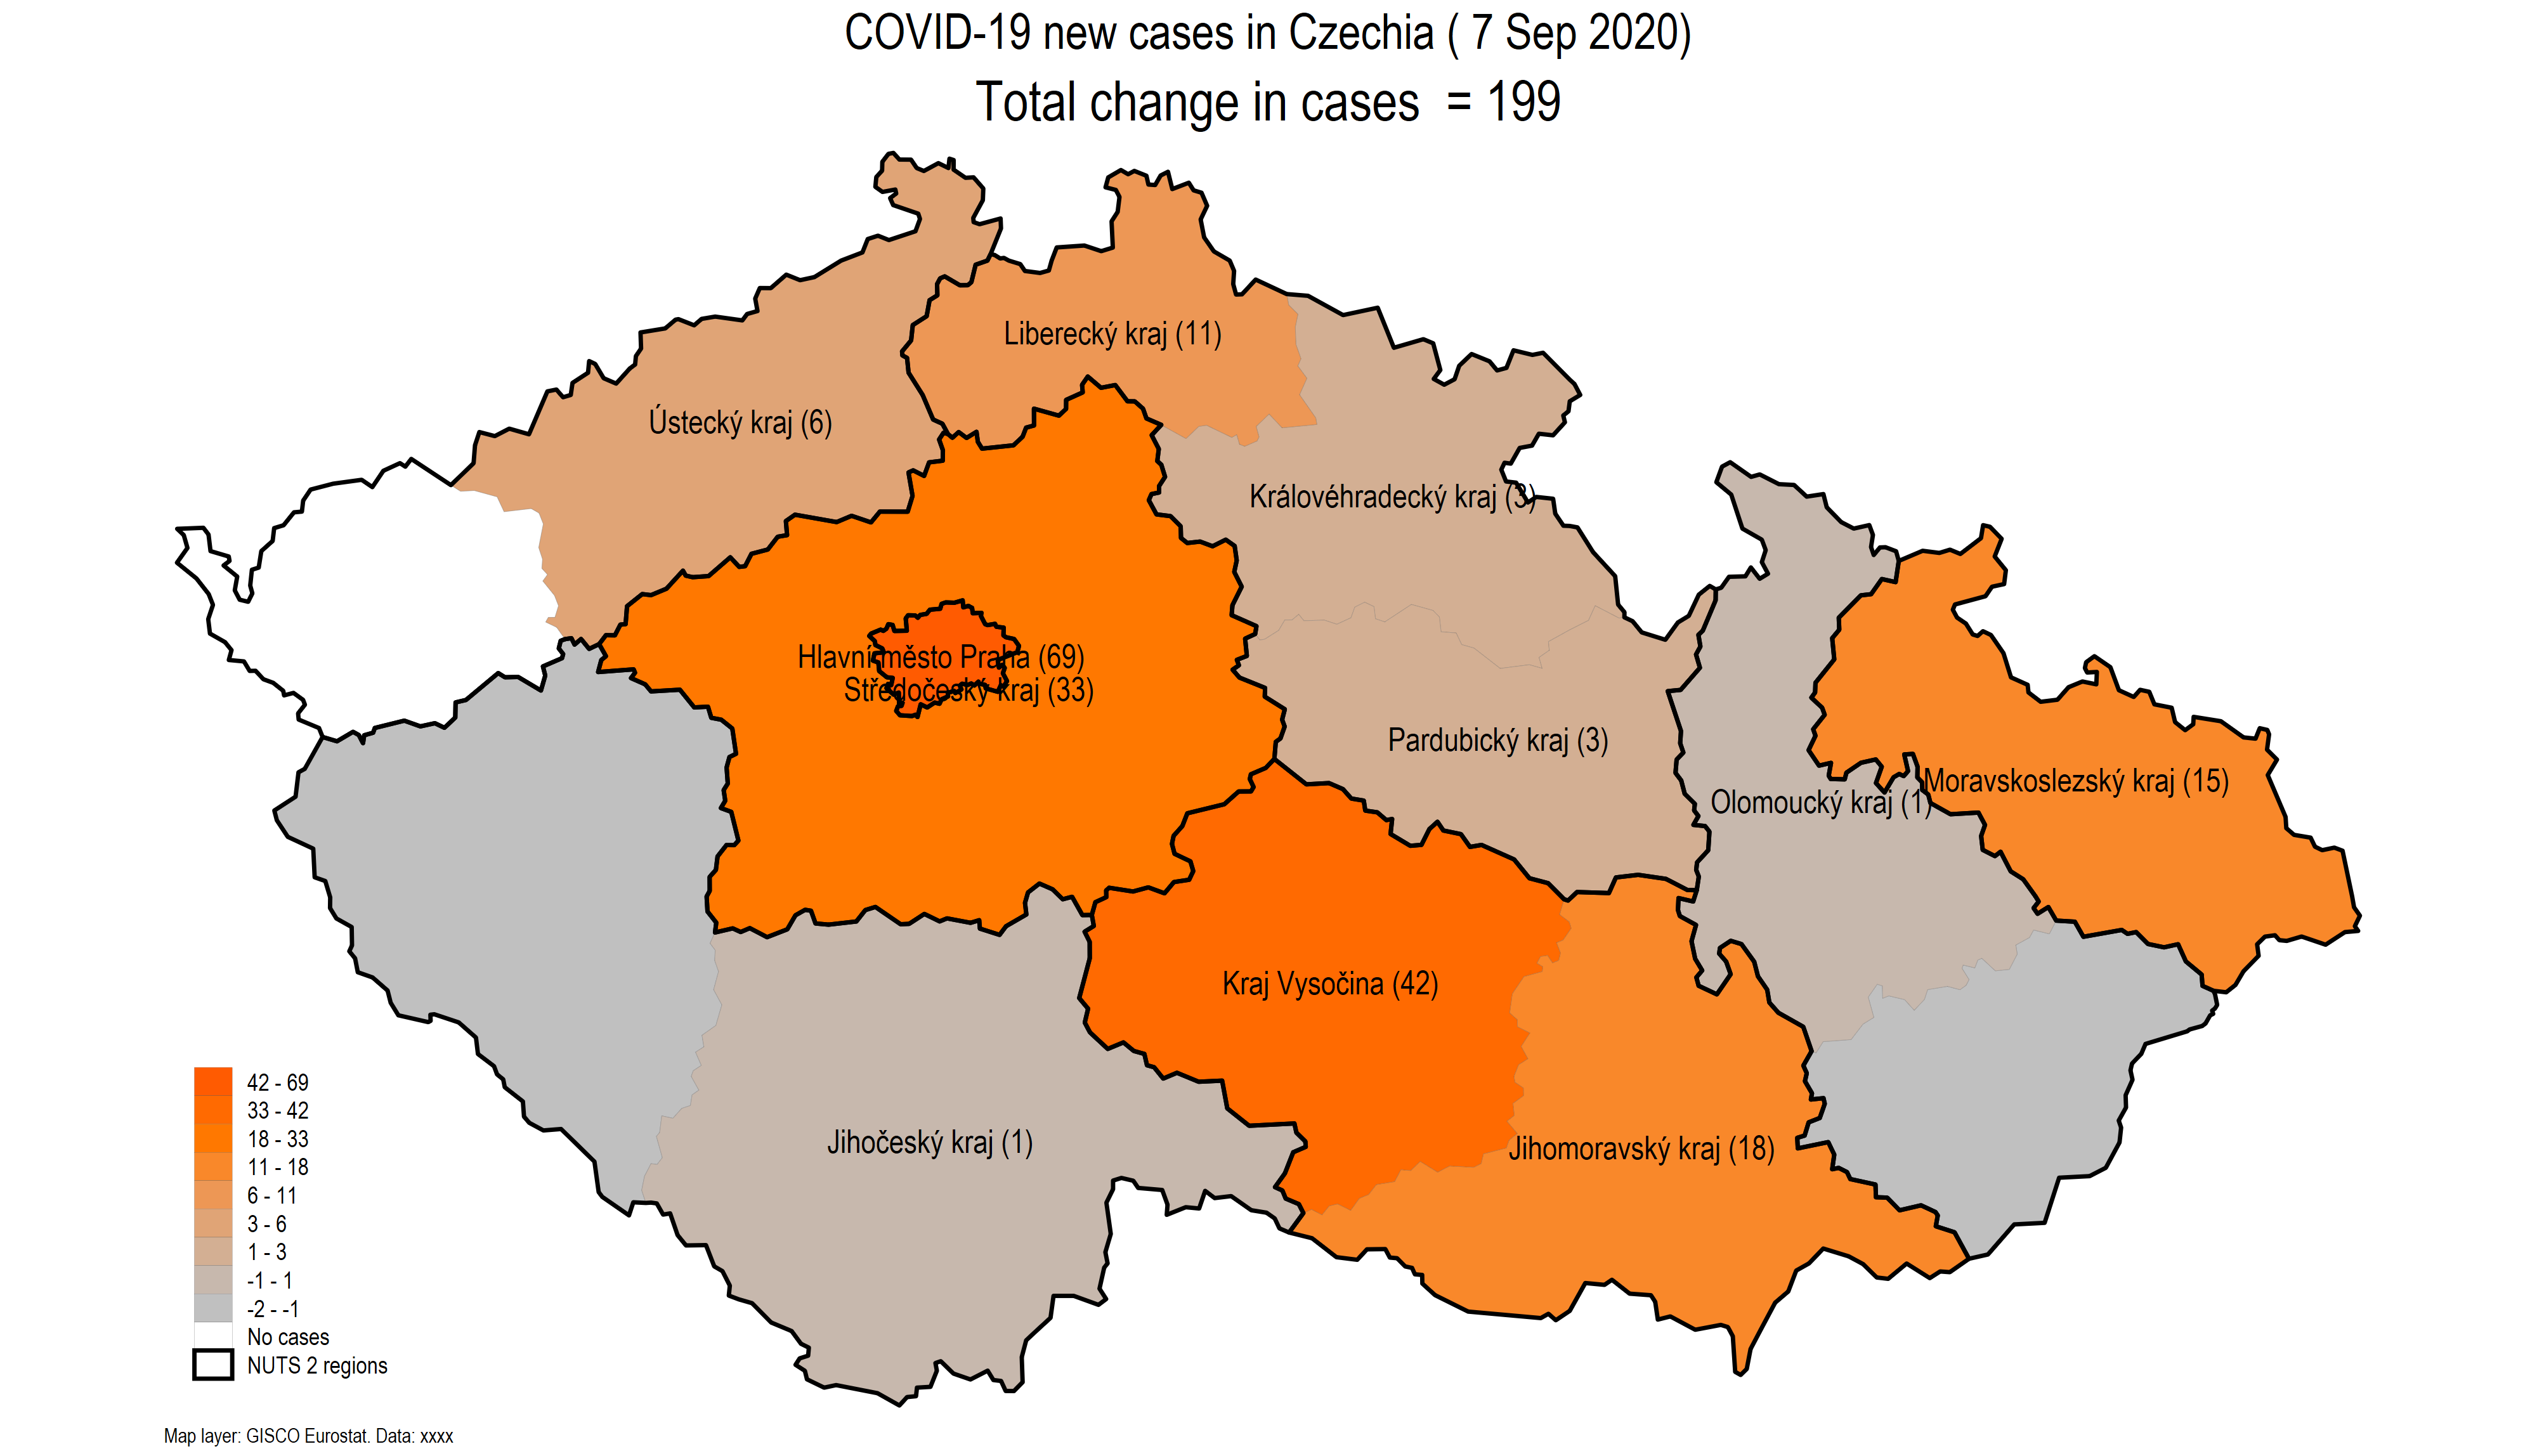 COVID-19 new cases in Czechia ( 7 Sep 2020)
Total change in cases  = 199
Liberecký kraj (11)
Ústecký kraj (6)
Královéhradecký kraj (3)
Hlavní město Praha (69)
Středočeský kraj (33)
Pardubický kraj (3)
Moravskoslezský kraj (15)
Olomoucký kraj (1)
Kraj Vysočina (42)
Jihočeský kraj (1)
Jihomoravský kraj (18)
42 - 69
33 - 42
18 - 33
11 - 18
6 - 11
3 - 6
1 - 3
-1 - 1
-2 - -1
No cases
NUTS 2 regions
Map layer: GISCO Eurostat. Data: xxxx